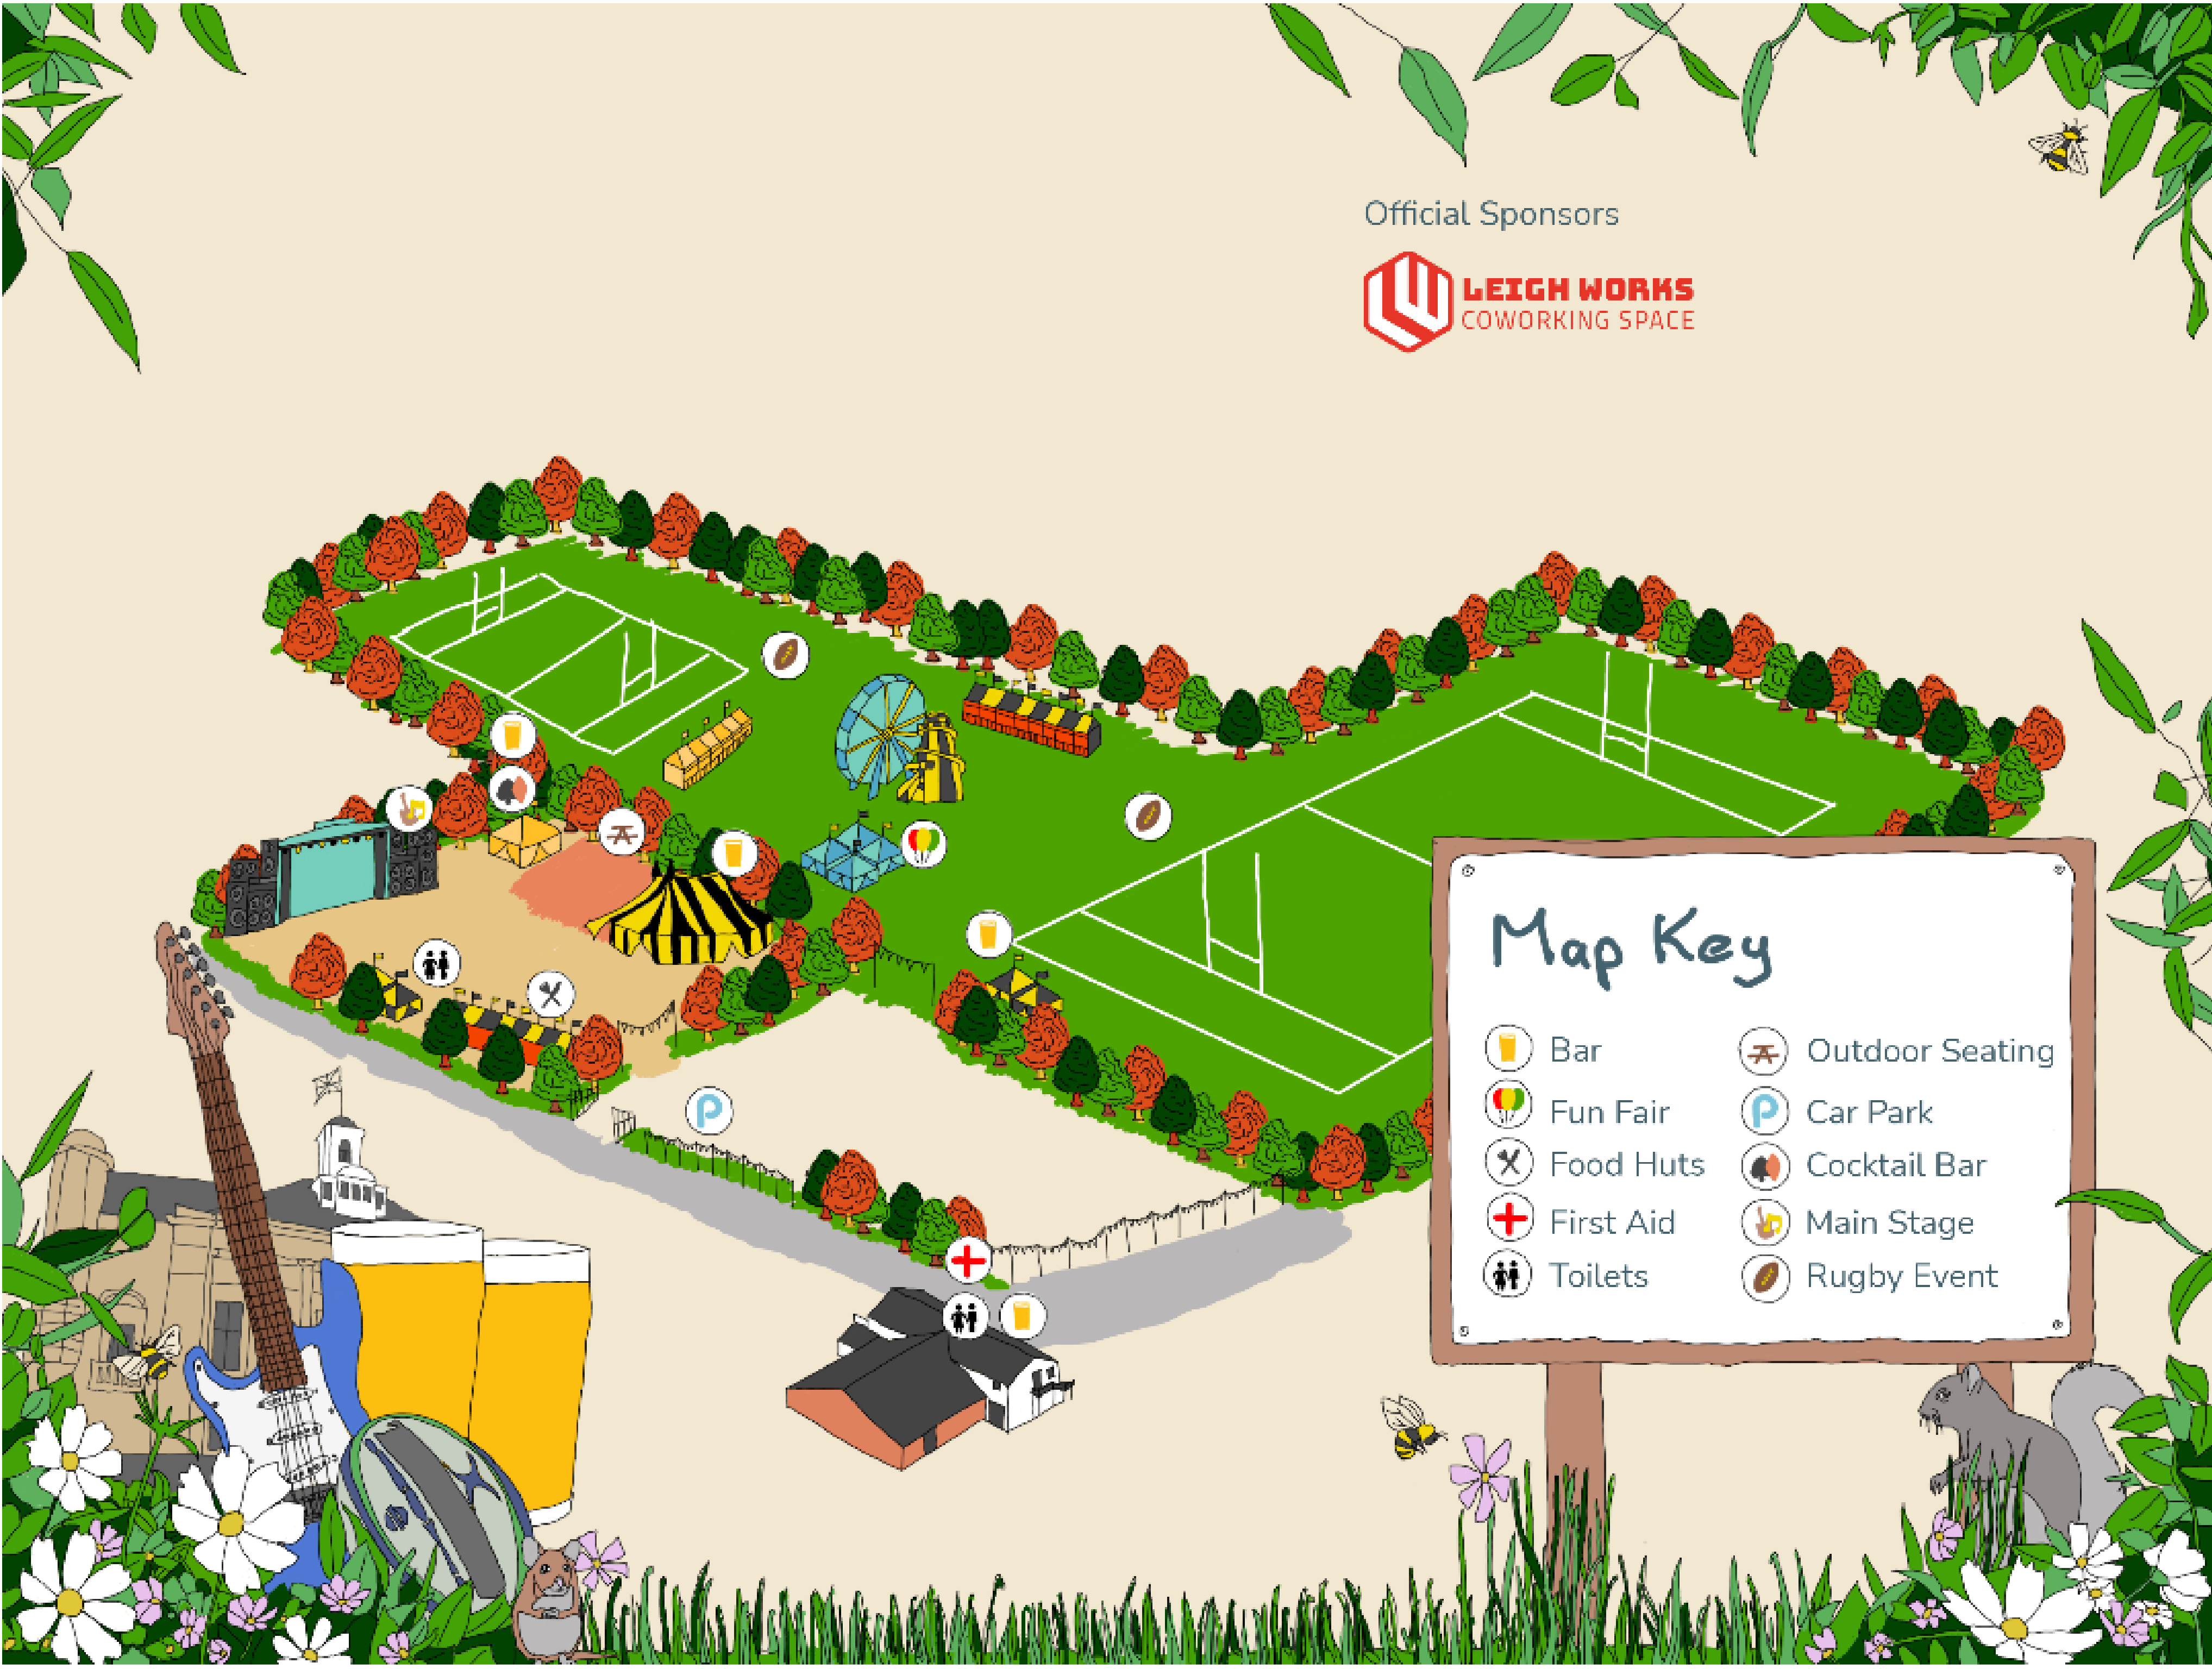 Official Sponsors
LEIGH WORKS
COWORKING SPACE
P
Map Key
Bar
Fun Fair
Food Huts
First Aid
Toilets
Outdoor Seating
P Car Park
Cocktail Bar
Main Stage
Rugby Event